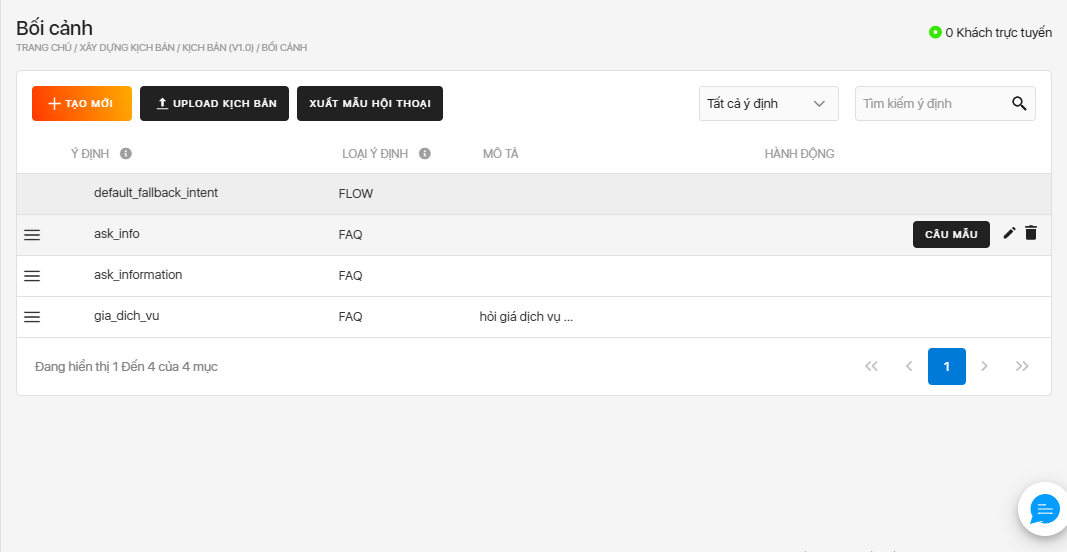 Bối cảnh
TRANG CHỦ / XÂY DỰNG KỊCH BẢN / KỊCH BẢN (V1.0) / BỐI CẢNH
0 Khách trực tuyến
TẠO MỚI
UPLOAD KỊCH BẢN
XUẤT MẪU HỘI THOẠI
Tất cả ý định
Tìm kiếm ý định
Ý ĐỊNH
LOẠI Ý ĐỊNH
MÔ TẢ
HÀNH ĐỘNG
default_fallback_intent
FLOW
ask_info
FAQ
CÂU MẪU
ask_information
FAQ
gia_dich_vu
FAQ
hỏi giá dịch vụ ...
Đang hiển thị 1 Đến 4 của 4 mục
1